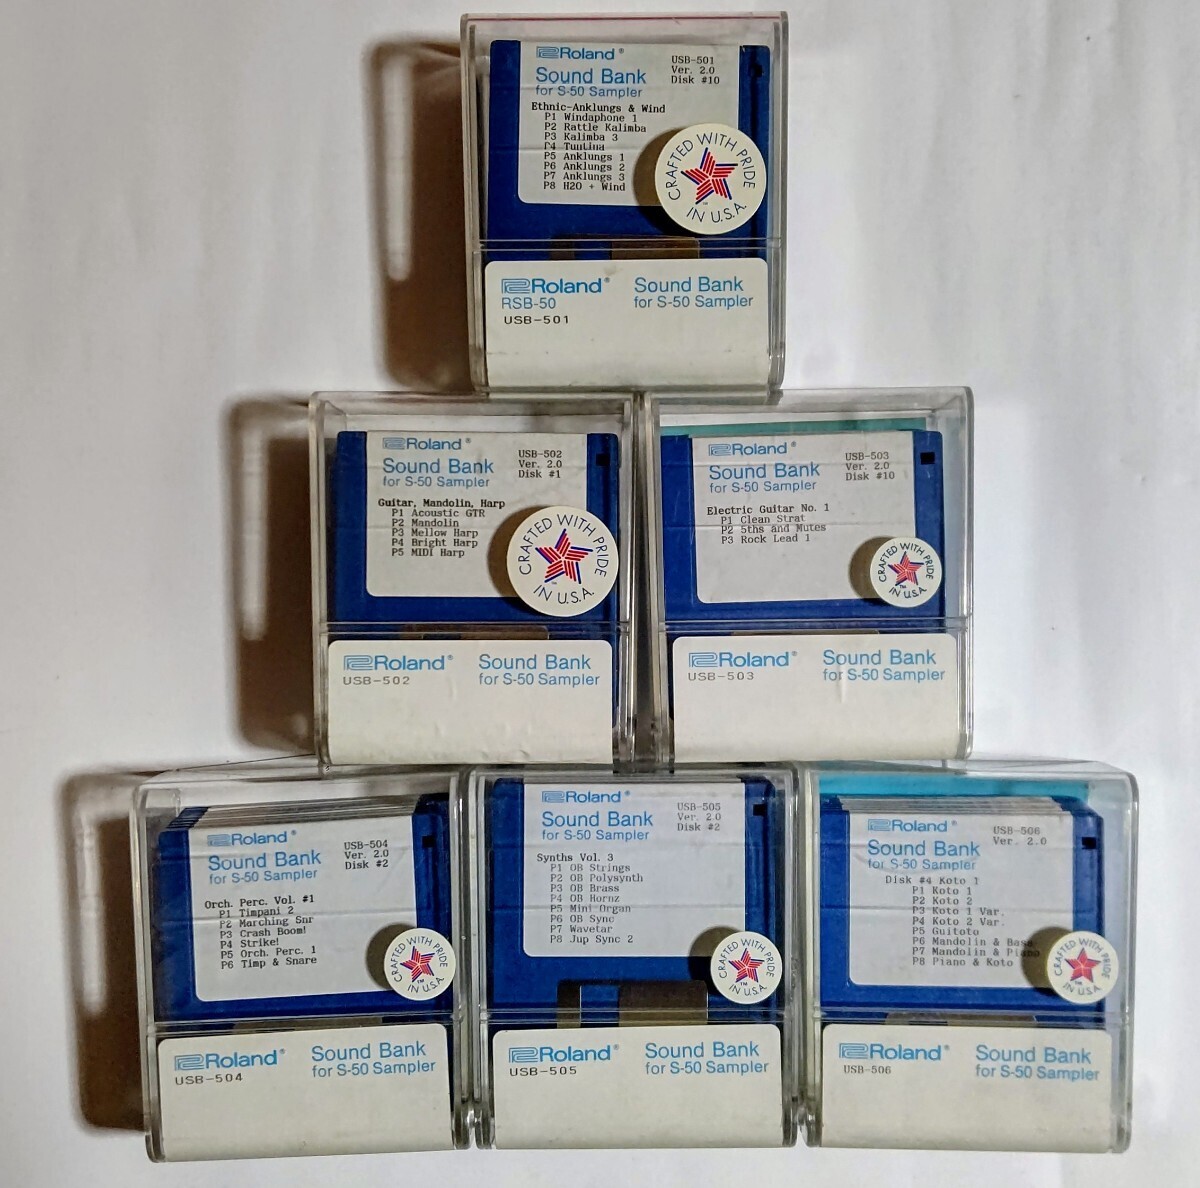 Roland®
Sound Bank
for S-50 Sampler
USB-501
Ver. 2.0
Disk #10
Ethnic-Anklungs & Wind
P1 Windaphone 1
P2 Rattle Kalimba
P3 Kalimba 3
P4
P5 Anklungs 1
P6 Anklungs 2
P7 Anklungs 3
P8 H2O + Wind
CRAFTED WITH PRIDE
IN U.S.A.
Roland®
RSB-50
USB-501
Sound Bank
for S-50 Sampler
Roland®
Sound Bank
for S-50 Sampler
USB-502
Ver. 2.0
Disk #1
Guitar, Mandolin, Harp
P1 Acoustic GTR
P2 Mandolin
P3 Mellow Harp
P4 Bright Harp
P5 MIDI Harp
CRAFTED WITH PRIDE
IN U.S.A.
Roland®
USB-502
Sound Bank
for S-50 Sampler
Roland®
Sound Bank
for S-50 Sampler
USB-503
Ver. 2.0
Disk #10
Electric Guitar No. 1
P1 Clean Strat
P2 5ths and Mutes
P3 Rock Lead 1
CRAFTED WITH PRIDE
IN U.S.A.
Roland®
USB-503
Sound Bank
for S-50 Sampler
Roland®
Sound Bank
for S-50 Sampler
USB-504
Ver. 2.0
Disk #2
Orch. Perc. Vol. #1
P1 Timpani 2
P2 Marching Snr
P3 Crash Boom!
P4 Strike!
P5 Orch. Perc. 1
P6 Timp & Snare
CRAFTED WITH PRIDE
IN U.S.A.
Roland®
USB-504
Sound Bank
for S-50 Sampler
Roland®
Sound Bank
for S-50 Sampler
USB-505
Ver. 2.0
Disk #2
Synths Vol. 3
P1 OB Strings
P2 OB Polysynth
P3 OB Brass
P4 OB Hornz
P5 Mini Organ
P6 OB Sync
P7 Wavetar
P8 Jup Sync 2
CRAFTED WITH PRIDE
IN U.S.A.
Roland®
USB-505
Sound Bank
for S-50 Sampler
Roland®
Sound Bank
for S-50 Sampler
USB-506
Ver. 2.0
Disk #4 Koto 1
P1 Koto 1
P2 Koto 2
P3 Koto 1 Var.
P4 Koto 2 Var.
P5 Guitoto
P6 Mandolin & Bass
P7 Mandolin & Piano
P8 Piano & Koto
CRAFTED WITH PRIDE
IN U.S.A.
Roland®
USB-506
Sound Bank
for S-50 Sampler